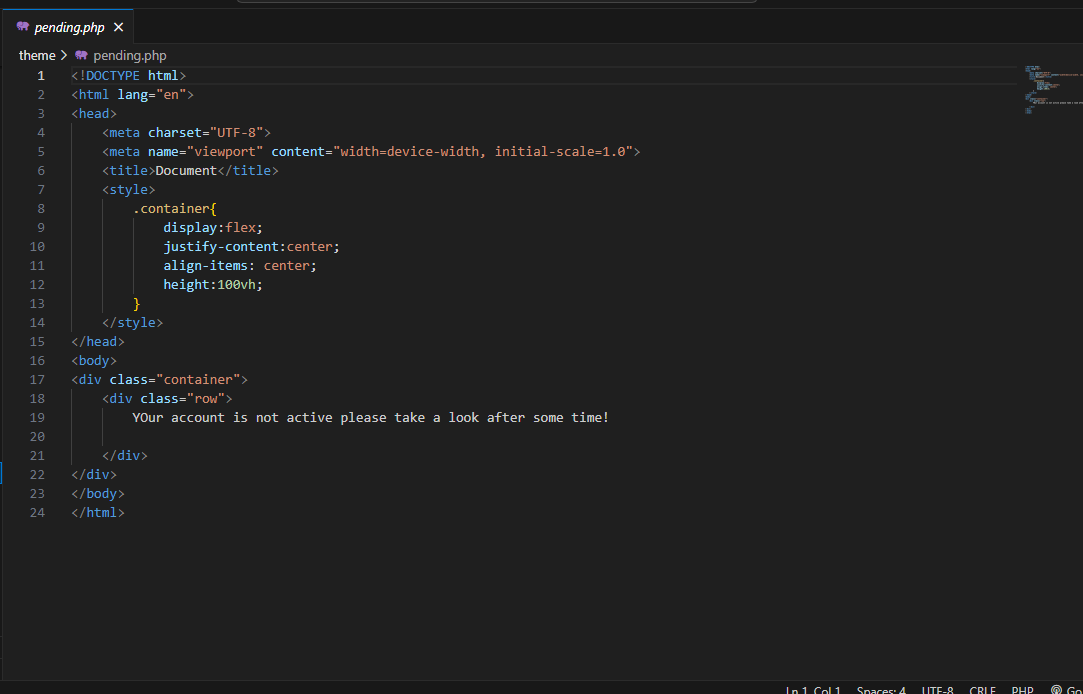 pending.php
theme > pending.php
1 <!DOCTYPE html>
2 <html lang="en">
3 <head>
4     <meta charset="UTF-8">
5     <meta name="viewport" content="width=device-width, initial-scale=1.0">
6     <title>Document</title>
7     <style>
8         .container{
9             display:flex;
10             justify-content:center;
11             align-items: center;
12             height:100vh;
13         }
14     </style>
15 </head>
16 <body>
17 <div class="container">
18     <div class="row">
19         YOur account is not active please take a look after some time!
20
21     </div>
22 </div>
23 </body>
24 </html>
Ln 1, Col 1 Spaces: 4 UTF-8 CRLF PHP Go